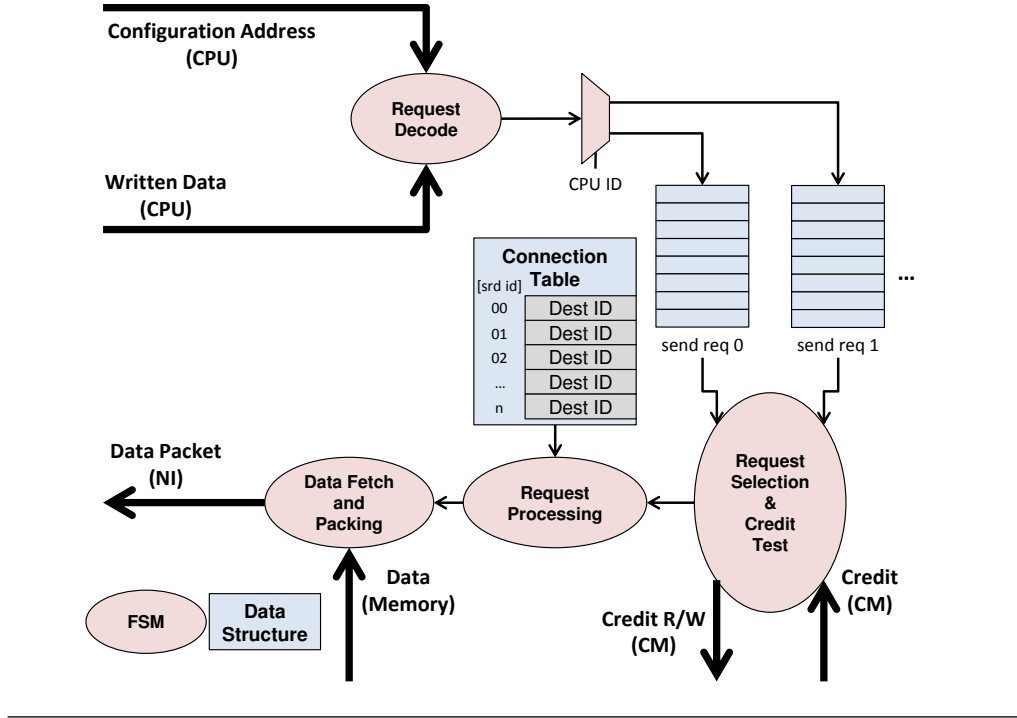 Configuration Address
(CPU)
Request
Decode
CPU ID
Written Data
(CPU)
Connection
Table
[srd id]
00 Dest ID
01 Dest ID
02 Dest ID
... Dest ID
n Dest ID
...
send req 0
send req 1
Data Packet
(NI)
Data Fetch
and
Packing
Request
Processing
Request
Selection
&
Credit
Test
Data
(Memory)
Credit R/W
(CM)
Credit
(CM)
FSM
Data
Structure